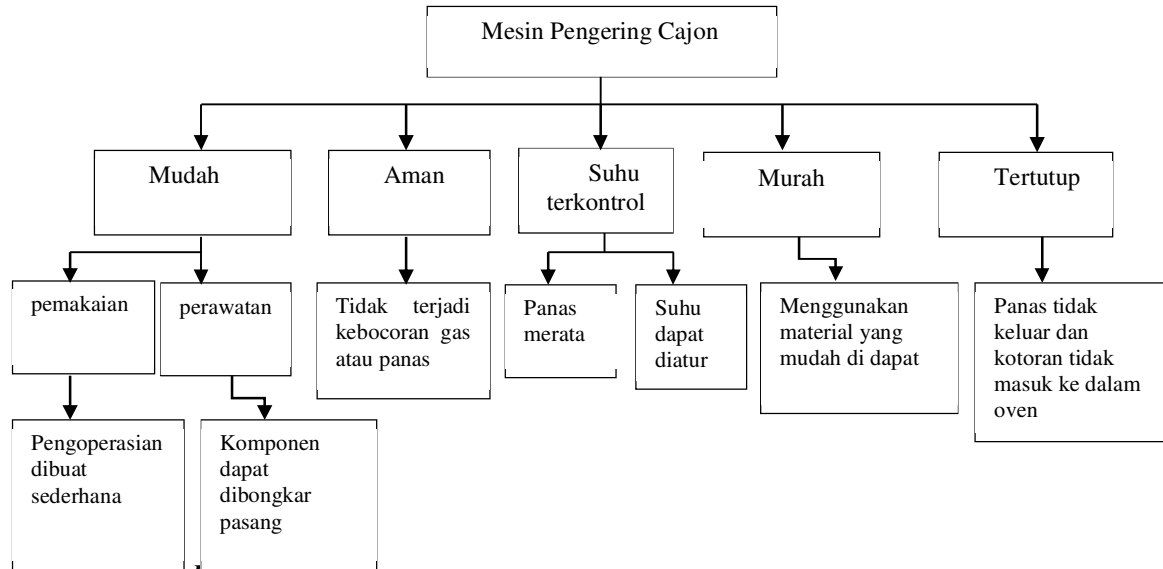 Mesin Pengering Cajon
Mudah
Aman
Suhu
terkontrol
Murah
Tertutup
pemakaian
perawatan
Tidak terjadi
kebocoran gas
atau panas
Panas
merata
Suhu
dapat
diatur
Menggunakan
material yang
mudah di dapat
Panas tidak
keluar dan
kotoran tidak
masuk ke dalam
oven
Pengoperasian
dibuat
sederhana
Komponen
dapat
dibongkar
pasang